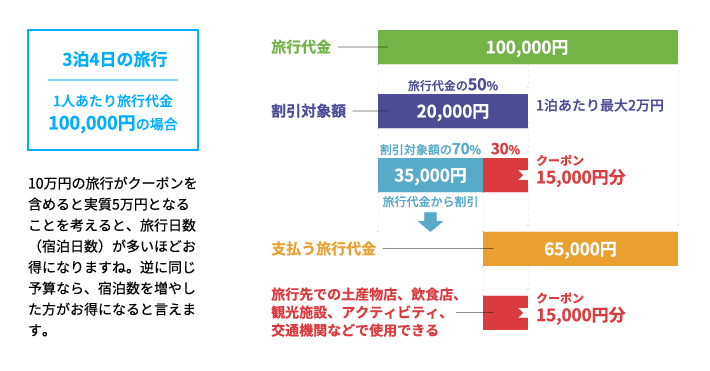 3泊4日の旅行
1人あたり旅行代金
100,000円の場合
10万円の旅行がクーポンを
含めると実質5万円となる
ことを考えると、旅行日数
（宿泊日数）が多いほどお
得になりますね。逆に同じ
予算なら、宿泊数を増やし
た方がお得になると言えま
す。
旅行代金
100,000円
旅行代金の50%
割引対象額
20,000円
1泊あたり最大2万円
割引対象額の70%
30%
35,000円
クーポン
15,000円分
旅行代金から割引
支払う旅行代金
65,000円
旅行先での土産物店、飲食店、
観光施設、アクティビティ、
交通機関などで使用できる
クーポン
15,000円分